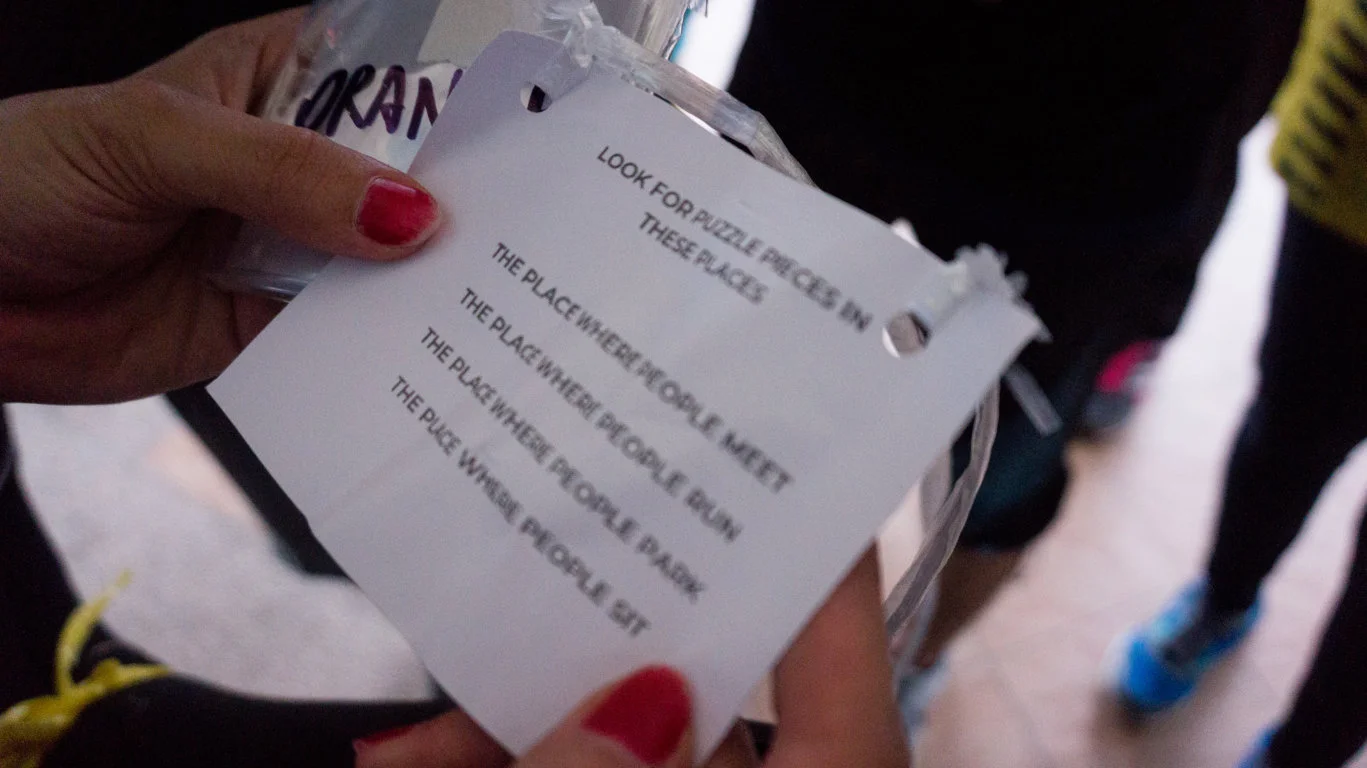 ORAN
LOOK FOR PUZZLE PIECES IN
THESE PLACES
THE PLACE WHERE PEOPLE MEET
THE PLACE WHERE PEOPLE RUN
THE PLACE WHERE PEOPLE PARK
THE PLACE WHERE PEOPLE SIT